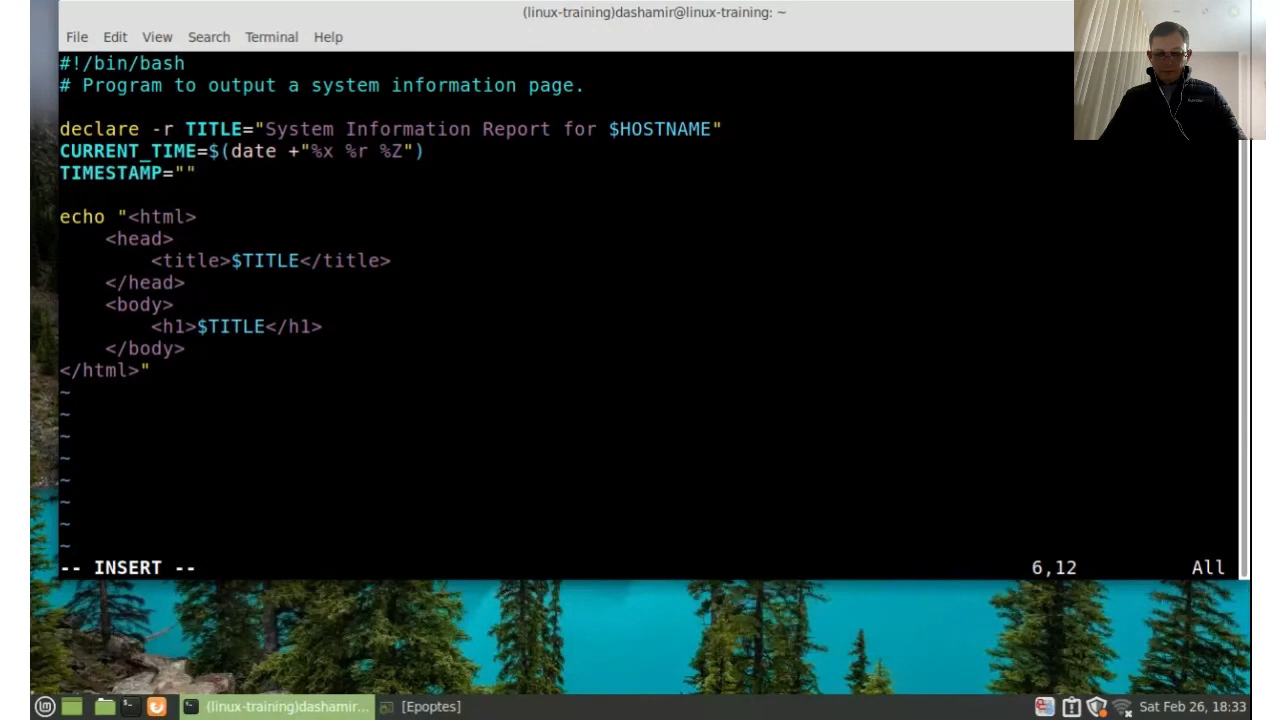 (linux-training)dashamir@linux-training: ~
File Edit View Search Terminal Help
#!/bin/bash
# Program to output a system information page.
declare -r TITLE="System Information Report for $HOSTNAME"
CURRENT_TIME=$(date +"%x %r %Z")
TIMESTAMP=""
echo "<html>
    <head>
        <title>$TITLE</title>
    </head>
    <body>
        <h1>$TITLE</h1>
    </body>
</html>"
~
~
~
~
~
~
~
~
-- INSERT -- 6,12 All
(linux-training)dashamir... [Epoptes] Sat Feb 26, 18:33